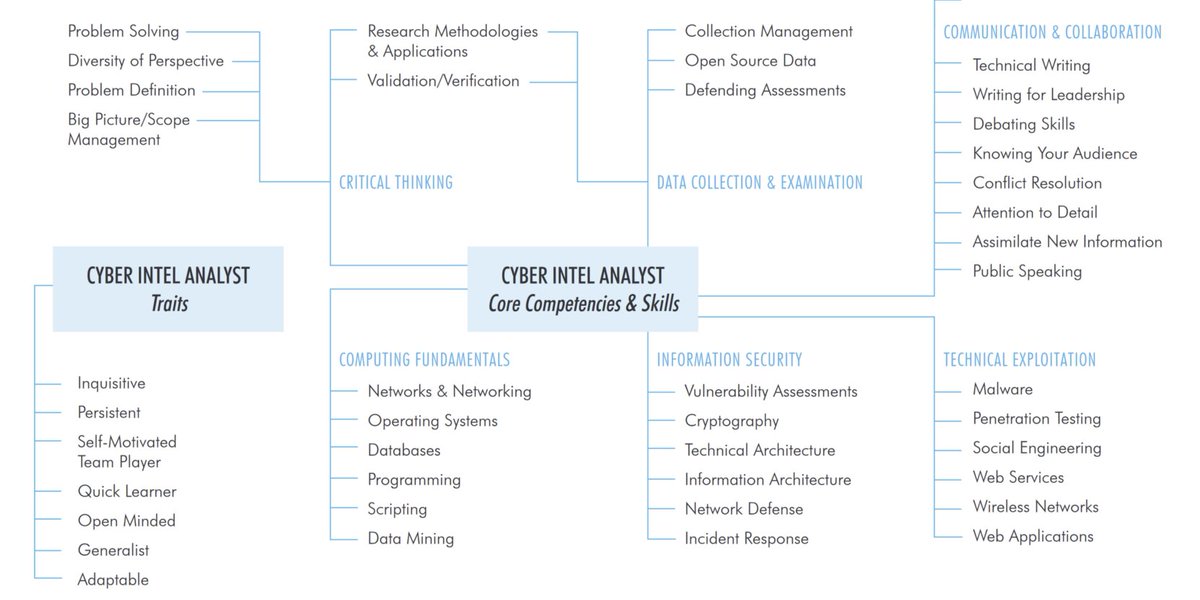 Problem Solving
Diversity of Perspective
Problem Definition
Big Picture/Scope
Management
Research Methodologies
& Applications
Validation/Verification
CRITICAL THINKING
Collection Management
Open Source Data
Defending Assessments
DATA COLLECTION & EXAMINATION
COMMUNICATION & COLLABORATION
Technical Writing
Writing for Leadership
Debating Skills
Knowing Your Audience
Conflict Resolution
Attention to Detail
Assimilate New Information
Public Speaking
CYBER INTEL ANALYST
Traits
Inquisitive
Persistent
Self-Motivated
Team Player
Quick Learner
Open Minded
Generalist
Adaptable
CYBER INTEL ANALYST
Core Competencies & Skills
COMPUTING FUNDAMENTALS
Networks & Networking
Operating Systems
Databases
Programming
Scripting
Data Mining
INFORMATION SECURITY
Vulnerability Assessments
Cryptography
Technical Architecture
Information Architecture
Network Defense
Incident Response
TECHNICAL EXPLOITATION
Malware
Penetration Testing
Social Engineering
Web Services
Wireless Networks
Web Applications